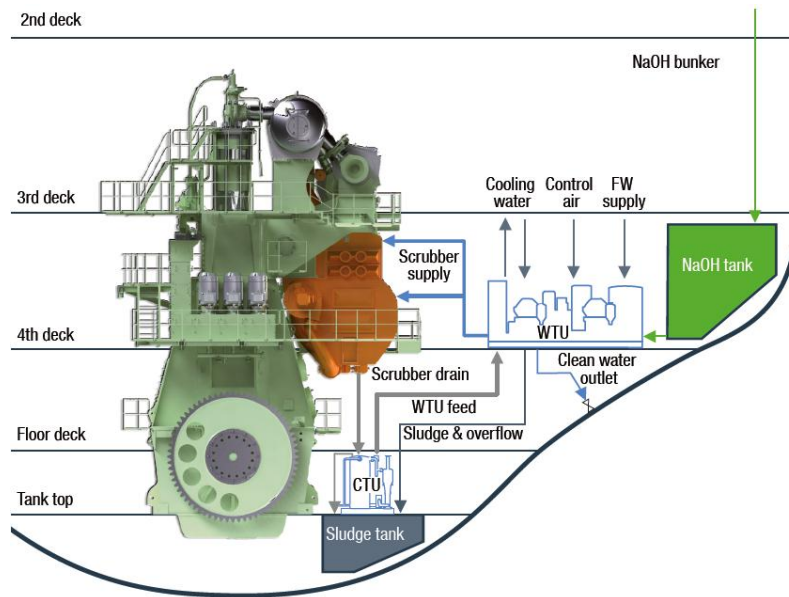 2nd deck
NaOH bunker
3rd deck
Cooling
water
Control
air
FW
supply
Scrubber
supply
NaOH tank
WTU
4th deck
Clean water
outlet
Scrubber drain
WTU feed
Sludge & overflow
Floor deck
CTU
Tank top
Sludge tank